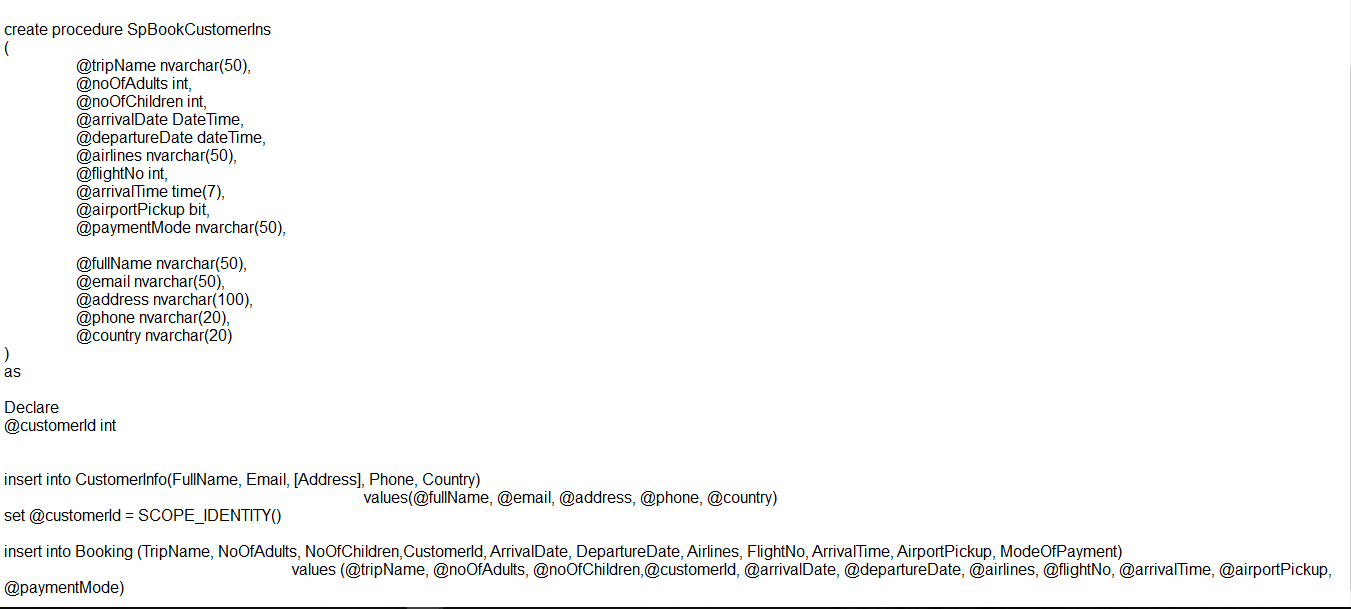 create procedure SpBookCustomerIns
(
@tripName nvarchar(50),
@noOfAdults int,
@noOfChildren int,
@arrivalDate DateTime,
@departureDate dateTime,
@airlines nvarchar(50),
@flightNo int,
@arrivalTime time(7),
@airportPickup bit,
@paymentMode nvarchar(50),
@fullName nvarchar(50),
@email nvarchar(50),
@address nvarchar(100),
@phone nvarchar(20),
@country nvarchar(20)
)
as
Declare
@customerId int
insert into CustomerInfo(FullName, Email, [Address], Phone, Country)
values(@fullName, @email, @address, @phone, @country)
set @customerId = SCOPE_IDENTITY()
insert into Booking (TripName, NoOfAdults, NoOfChildren,CustomerId, ArrivalDate, DepartureDate, Airlines, FlightNo, ArrivalTime, AirportPickup, ModeOfPayment)
values (@tripName, @noOfAdults, @noOfChildren,@customerId, @arrivalDate, @departureDate, @airlines, @flightNo, @arrivalTime, @airportPickup,
@paymentMode)